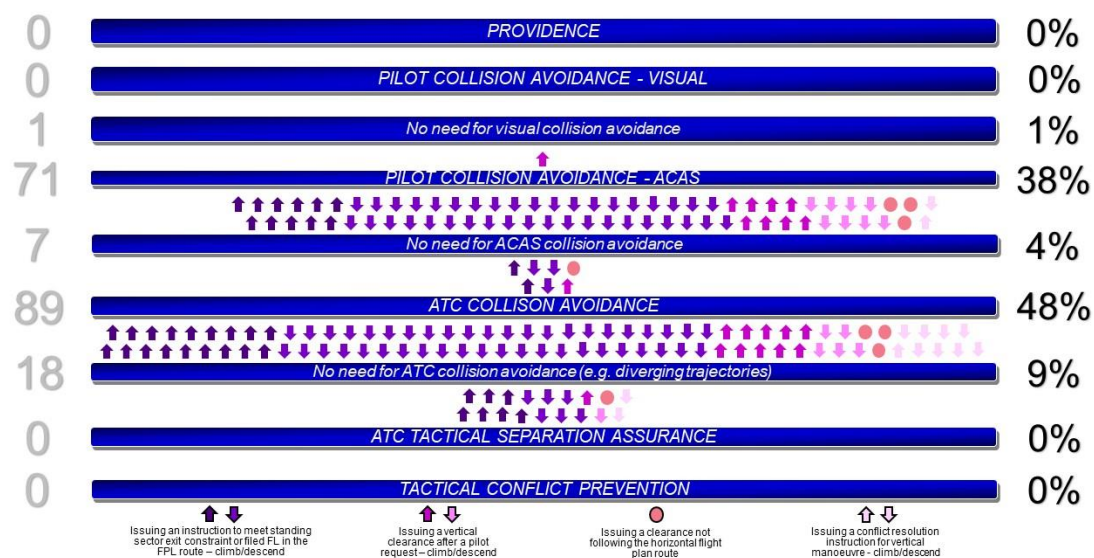 0 PROVIDENCE 0%
0 PILOT COLLISION AVOIDANCE - VISUAL 0%
1 No need for visual collision avoidance 1%
71 PILOT COLLISION AVOIDANCE - ACAS 38%
7 No need for ACAS collision avoidance 4%
89 ATC COLLISON AVOIDANCE 48%
18 No need for ATC collision avoidance (e.g. diverging trajectories) 9%
0 ATC TACTICAL SEPARATION ASSURANCE 0%
0 TACTICAL CONFLICT PREVENTION 0%
Issuing an instruction to meet standing
sector exit constraint or filed FL in the
FPL route – climb/descend
Issuing a vertical
clearance after a pilot
request – climb/descend
Issuing a clearance not
following the horizontal flight
plan route
Issuing a conflict resolution
instruction for vertical
manoeuvre - climb/descend